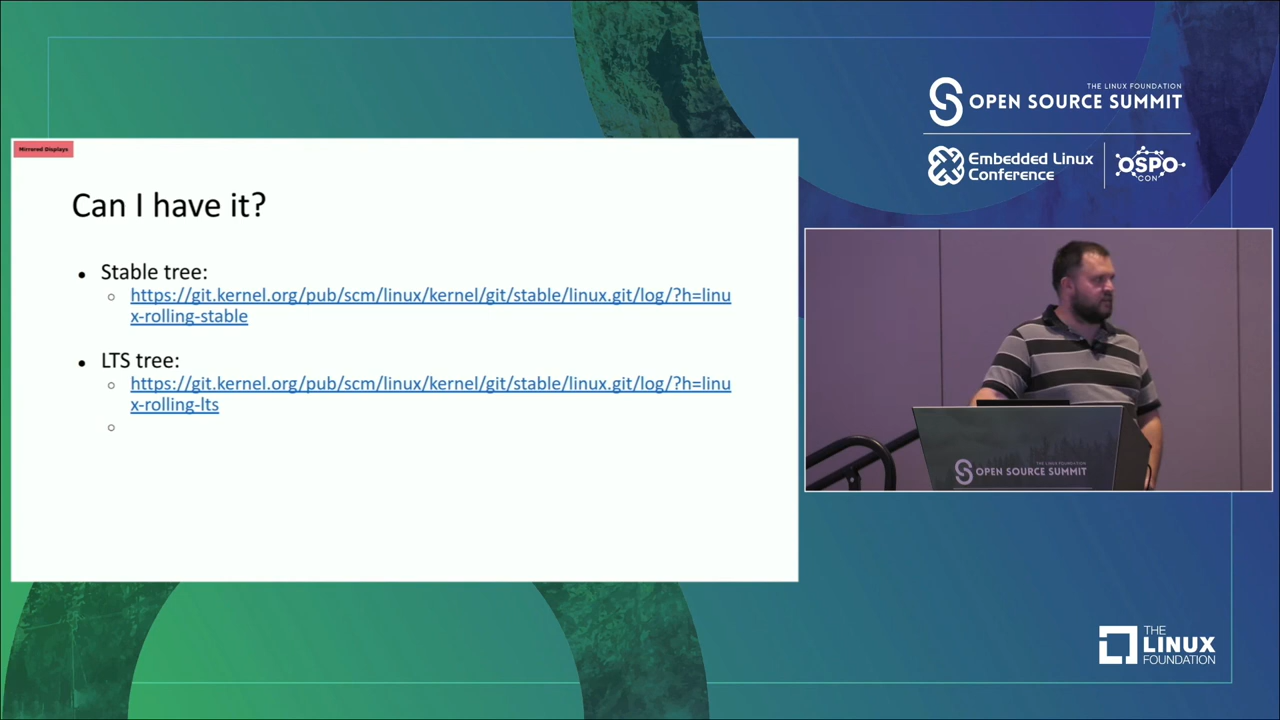 THE LINUX FOUNDATION
OPEN SOURCE SUMMIT
Embedded Linux
Conference
OSPO
CON
Mirrored Displays
Can I have it?
• Stable tree:
○ https://git.kernel.org/pub/scm/linux/kernel/git/stable/linux.git/log/?h=linu
x-rolling-stable
• LTS tree:
○ https://git.kernel.org/pub/scm/linux/kernel/git/stable/linux.git/log/?h=linu
x-rolling-lts
○
THE LINUX FOUNDATION
OPEN SOURCE SUMMIT
THE
LINUX
FOUNDATION